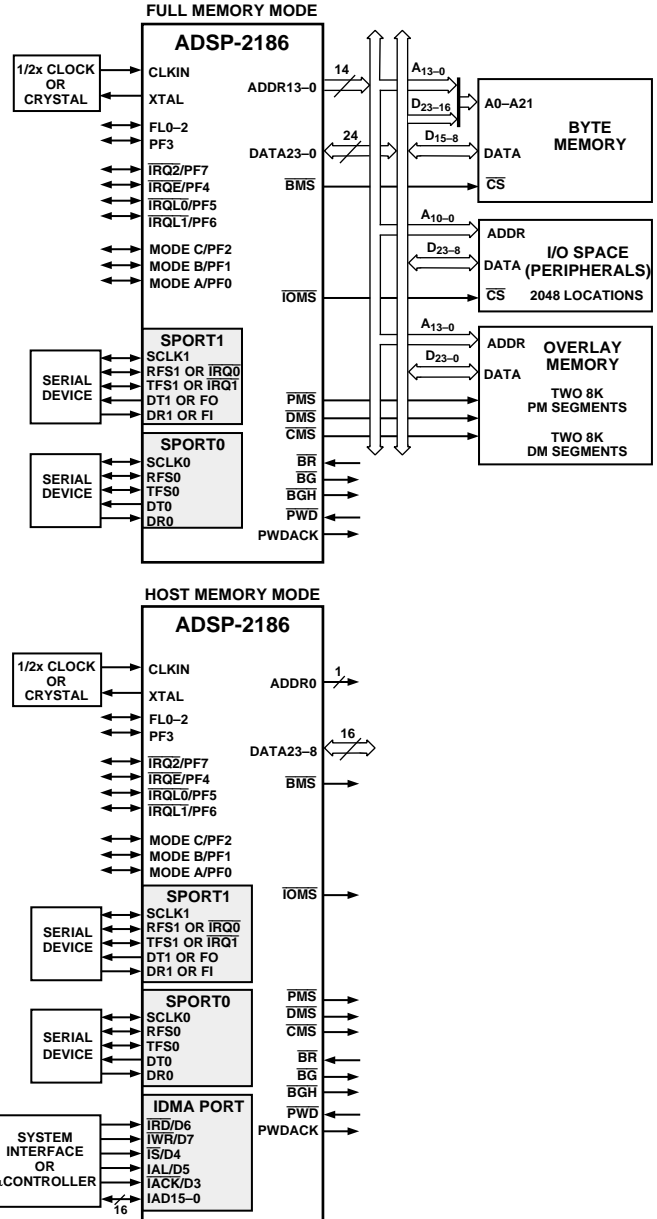 FULL MEMORY MODE
ADSP-2186
1/2x CLOCK
OR
CRYSTAL
CLKIN
XTAL
FL0–2
PF3
IRQ2/PF7
IRQE/PF4
IRQL0/PF5
IRQL1/PF6
MODE C/PF2
MODE B/PF1
MODE A/PF0
SPORT1
SCLK1
RFS1 OR IRQ0
TFS1 OR IRQ1
DT1 OR FO
DR1 OR FI
SERIAL
DEVICE
SPORT0
SCLK0
RFS0
TFS0
DT0
DR0
SERIAL
DEVICE
ADDR13–0
14
DATA23–0
24
BMS
IOMS
PMS
DMS
CMS
BR
BG
BGH
PWD
PWDACK
A13–0
D23–16
D15–8
A0–A21
DATA
CS
BYTE
MEMORY
A10–0
D23–8
ADDR
DATA
CS
I/O SPACE
(PERIPHERALS)
2048 LOCATIONS
A13–0
D23–0
ADDR
DATA
OVERLAY
MEMORY
TWO 8K
PM SEGMENTS
TWO 8K
DM SEGMENTS
HOST MEMORY MODE
ADSP-2186
1/2x CLOCK
OR
CRYSTAL
CLKIN
XTAL
FL0–2
PF3
IRQ2/PF7
IRQE/PF4
IRQL0/PF5
IRQL1/PF6
MODE C/PF2
MODE B/PF1
MODE A/PF0
SPORT1
SCLK1
RFS1 OR IRQ0
TFS1 OR IRQ1
DT1 OR FO
DR1 OR FI
SERIAL
DEVICE
SPORT0
SCLK0
RFS0
TFS0
DT0
DR0
SERIAL
DEVICE
IDMA PORT
IRD/D6
IWR/D7
IS/D4
IAL/D5
IACK/D3
IAD15–0
16
SYSTEM
INTERFACE
OR
CONTROLLER
ADDR0
1
DATA23–8
16
BMS
IOMS
PMS
DMS
CMS
BR
BG
BGH
PWD
PWDACK